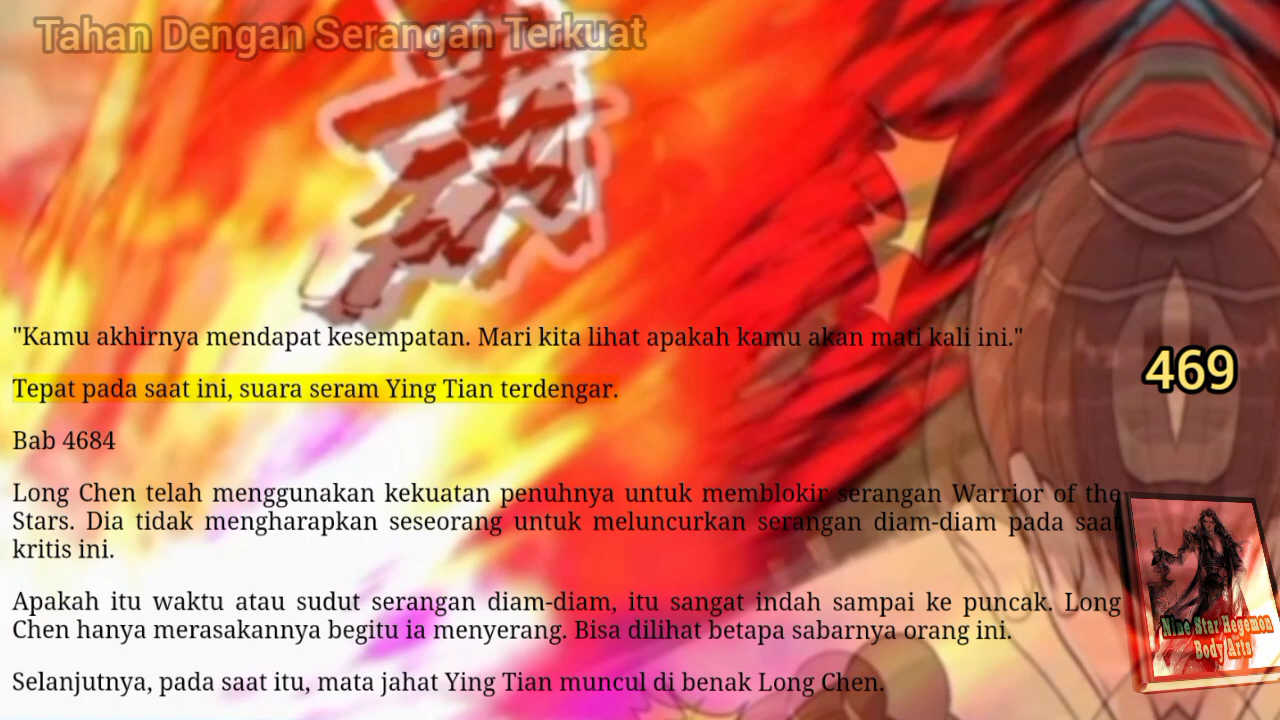 Tahan Dengan Serangan Terkuat
"Kamu akhirnya mendapat kesempatan. Mari kita lihat apakah kamu akan mati kali ini."
Tepat pada saat ini, suara seram Ying Tian terdengar.
469
Bab 4684
Long Chen telah menggunakan kekuatan penuhnya untuk memblokir serangan Warrior of the
Stars. Dia tidak mengharapkan seseorang untuk meluncurkan serangan diam-diam pada saat
kritis ini.
Apakah itu waktu atau sudut serangan diam-diam, itu sangat indah sampai ke puncak. Long
Chen hanya merasakannya begitu ia menyerang. Bisa dilihat betapa sabarnya orang ini.
Nine Star Hegemon
Body Arts
Selanjutnya, pada saat itu, mata jahat Ying Tian muncul di benak Long Chen.